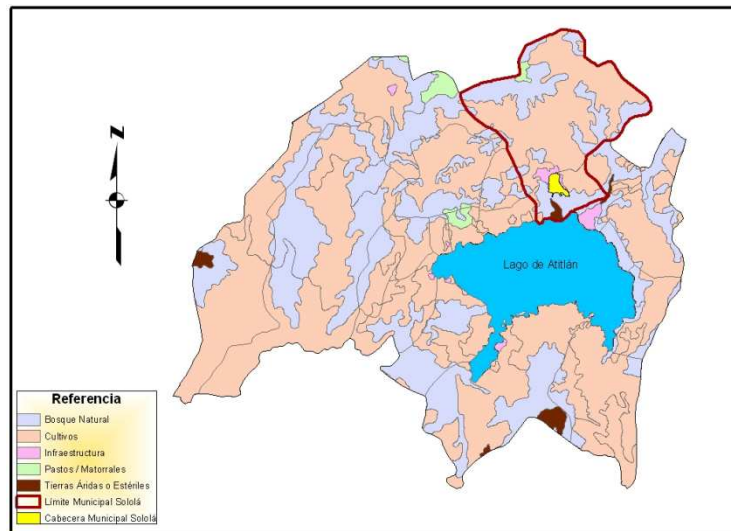 N
Lago de Atitlán
Referencia
Bosque Natural
Cultivos
Infraestructura
Pastos / Matorrales
Tierras Áridas o Estériles
Límite Municipal Sololá
Cabecera Municipal Sololá